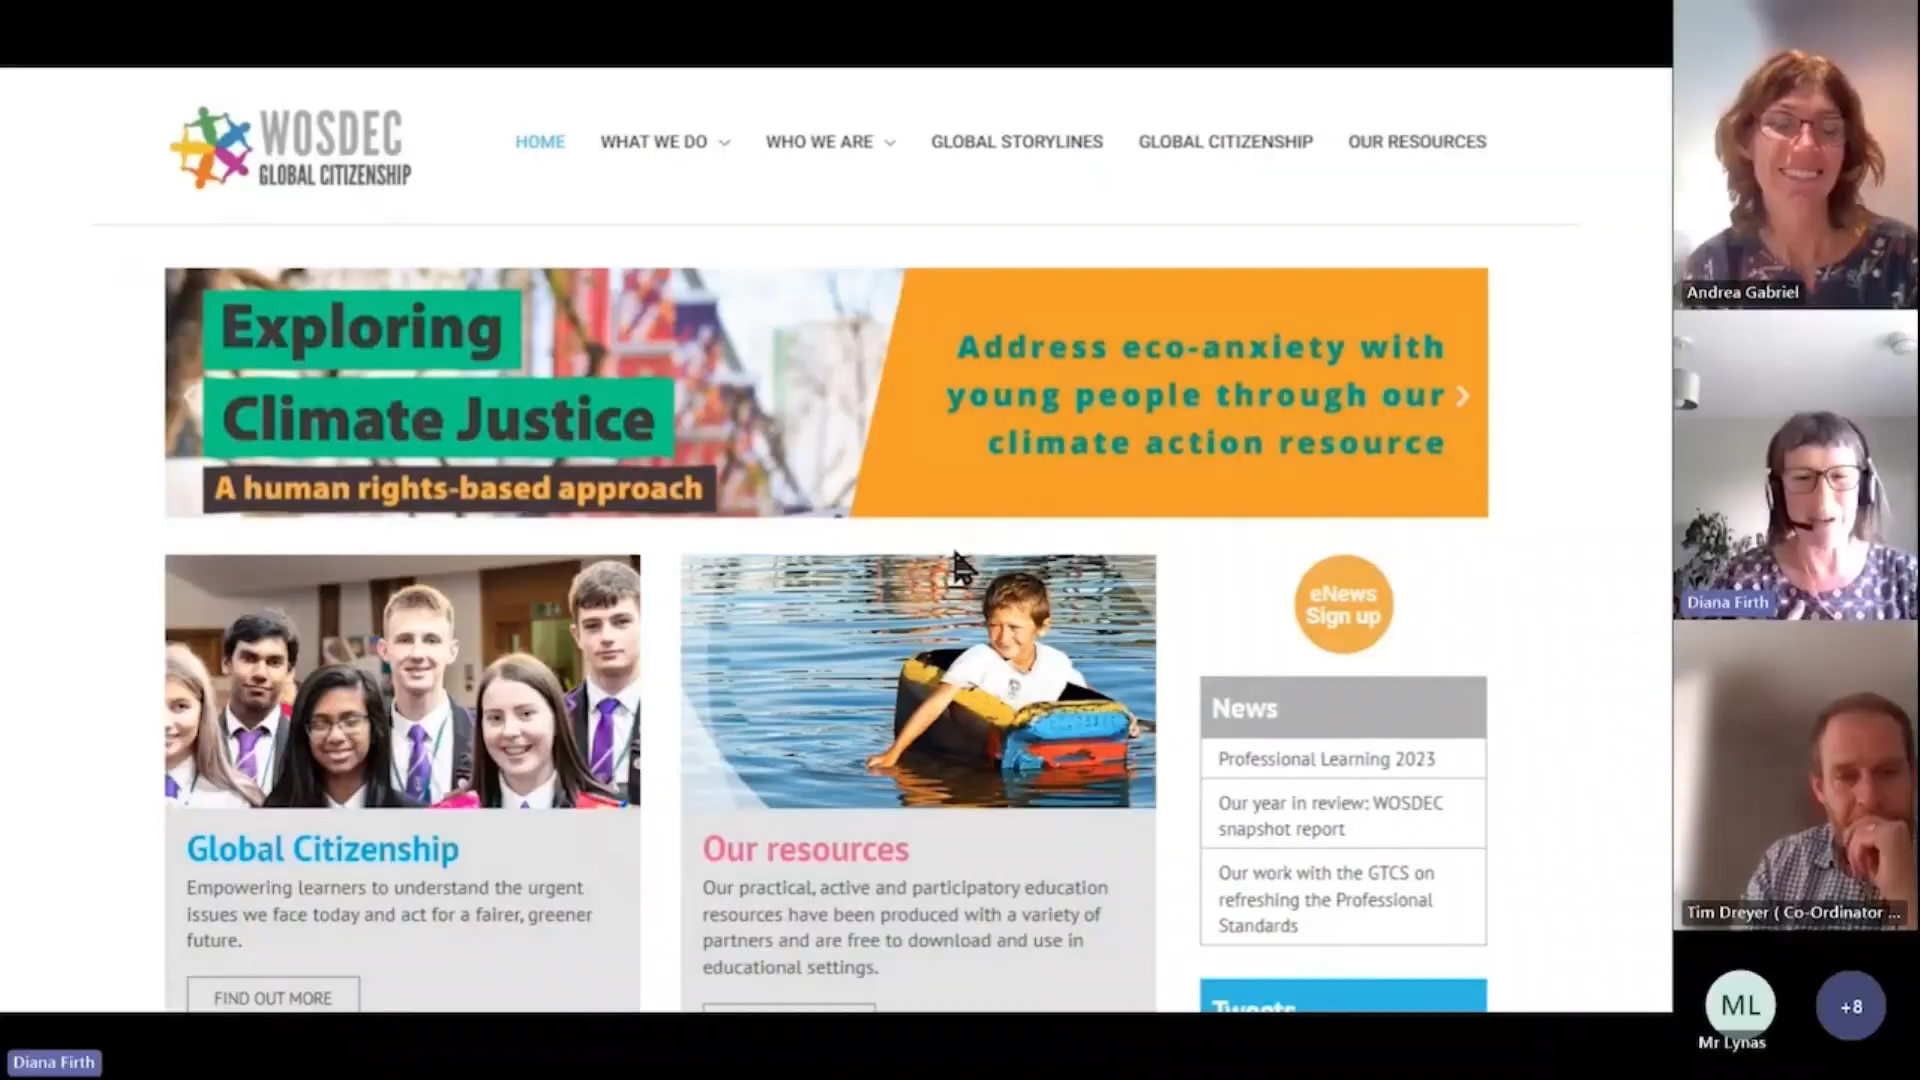 WOSDEC
GLOBAL CITIZENSHIP
HOME
WHAT WE DO
WHO WE ARE
GLOBAL STORYLINES
GLOBAL CITIZENSHIP
OUR RESOURCES
Exploring
Climate Justice
A human rights-based approach
Address eco-anxiety with
young people through our
climate action resource
Global Citizenship
Empowering learners to understand the urgent
issues we face today and act for a fairer, greener
future.
FIND OUT MORE
Our resources
Our practical, active and participatory education
resources have been produced with a variety of
partners and are free to download and use in
educational settings.
eNews
Sign up
News
Professional Learning 2023
Our year in review: WOSDEC
snapshot report
Our work with the GTCS on
refreshing the Professional
Standards
Tweets
Andrea Gabriel
Diana Firth
Tim Dreyer ( Co-Ordinator ...
ML
Mr Lynas
+8
Diana Firth